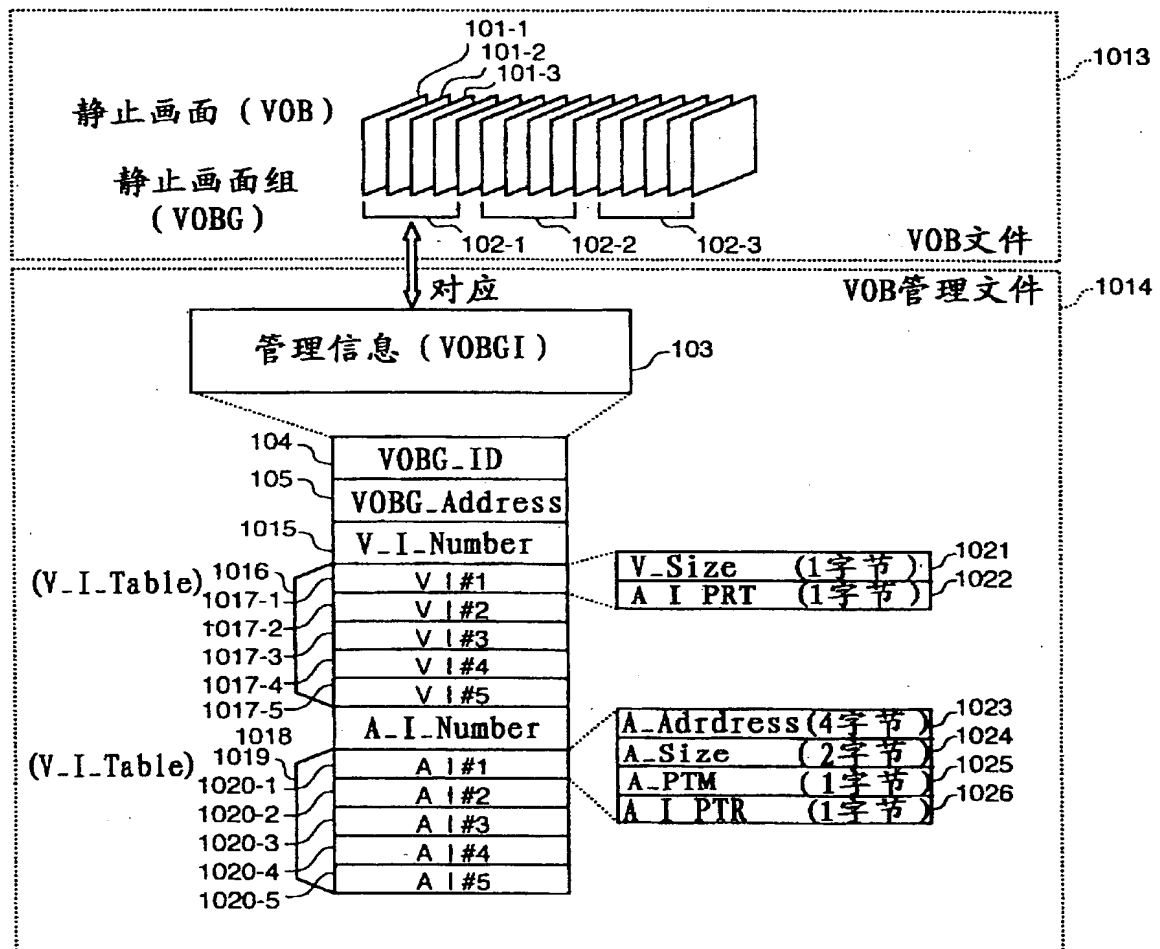 101-1
101-2
101-3
1013
静止画面（VOB）
静止画面组
（VOBG）
102-1
102-2
102-3
VOB文件
对应
VOB管理文件
1014
管理信息（VOBGI）
103
104
VOBG_ID
105
VOBG_Address
1015
V_I_Number
(V_I_Table)
1016
1017-1
V I#1
V_Size (1字节)
1021
1017-2
V I#2
A I PRT (1字节)
1022
1017-3
V I#3
1017-4
V I#4
1017-5
V I#5
1018
A_I_Number
A_Adrdress(4字节)
1023
(V_I_Table)
1019
1020-1
A I#1
A_Size (2字节)
1024
1020-2
A I#2
A_PTM (1字节)
1025
1020-3
A I#3
A I PTR (1字节)
1026
1020-4
A I#4
1020-5
A I#5